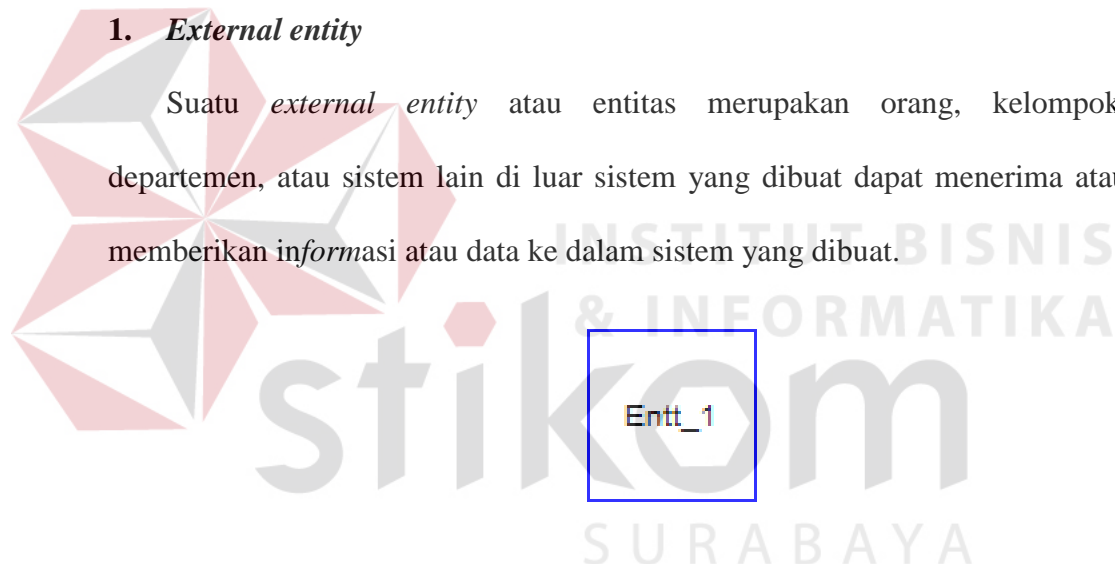 1. External entity
Suatu external entity atau entitas merupakan orang, kelompok
departemen, atau sistem lain di luar sistem yang dibuat dapat menerima atau
memberikan informasi atau data ke dalam sistem yang dibuat.
INSTITUT BISNIS
& INFORMATIKA
stikom
Entt_1
SURABAYA